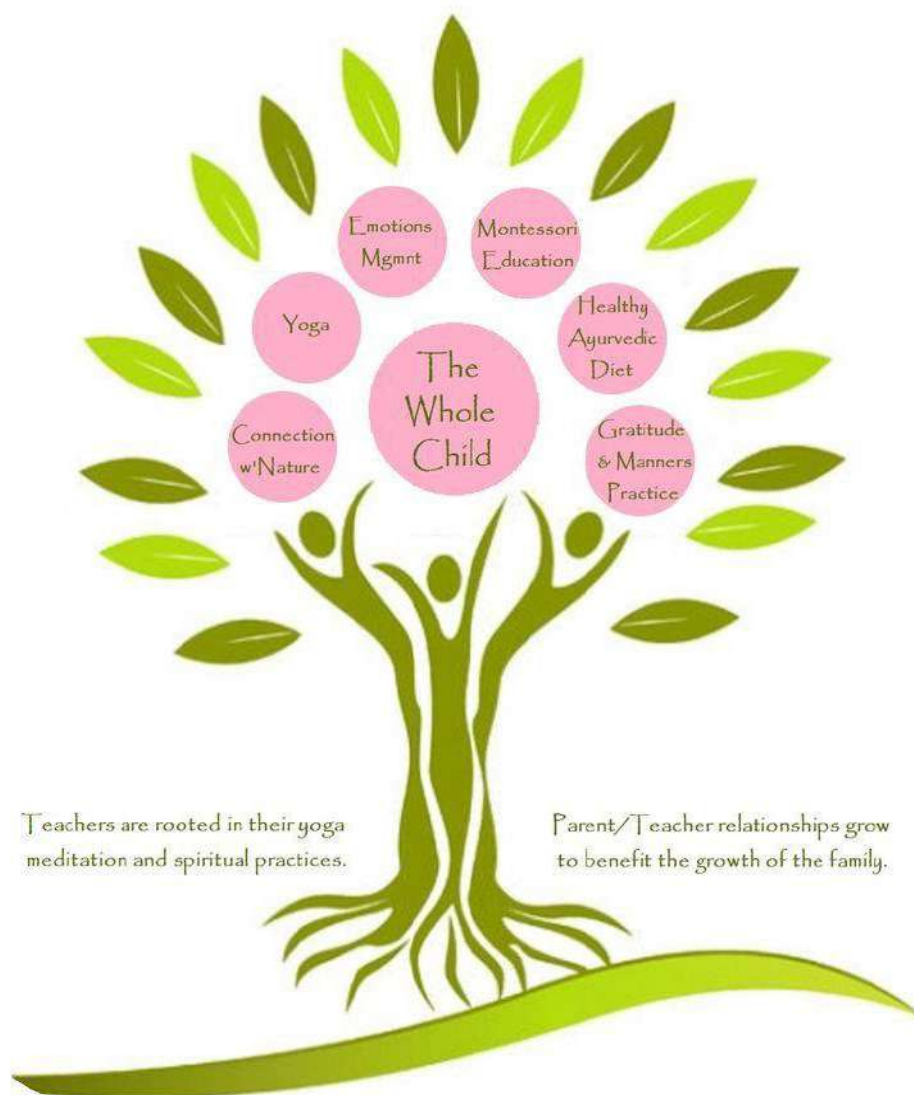 Emotions
Mgmnt
Montessori
Education
Yoga
Healthy
Ayurvedic
Diet
The
Whole
Child
Connection
w'Nature
Gratitude
& Manners
Practice
Teachers are rooted in their yoga
meditation and spiritual practices.
Parent/Teacher relationships grow
to benefit the growth of the family.